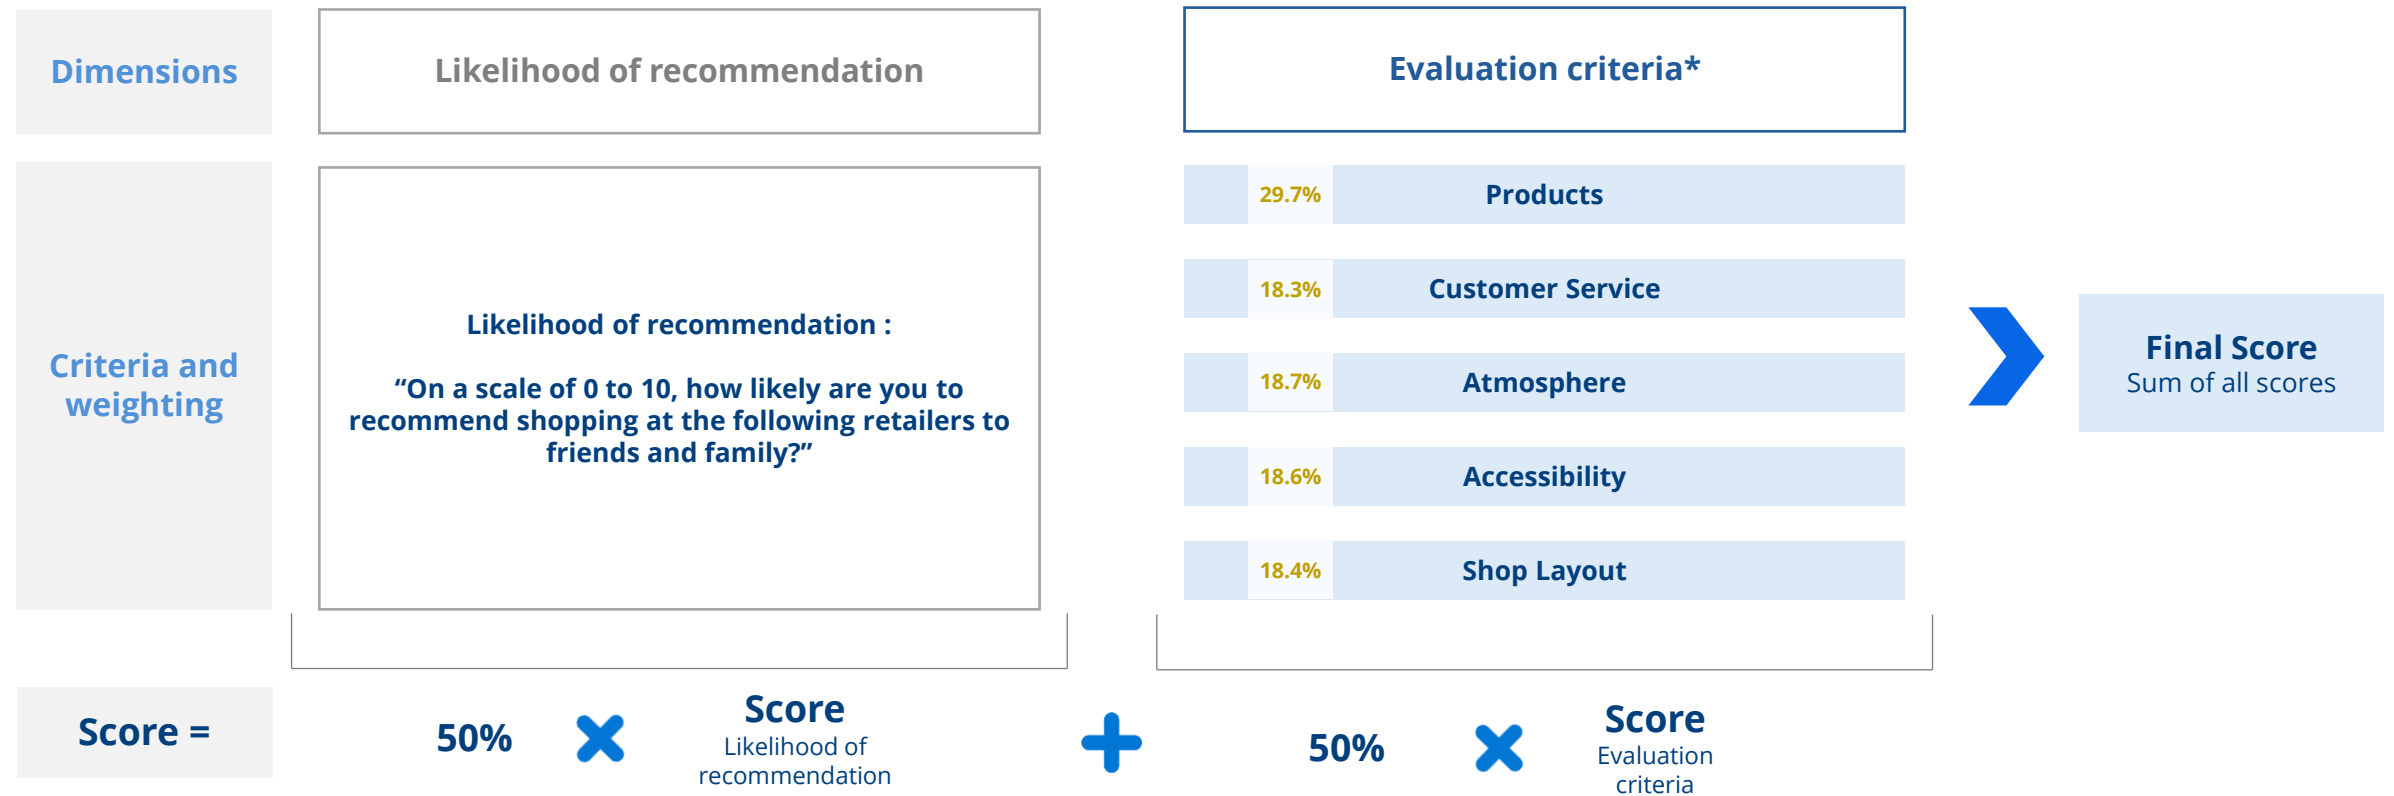 Dimensions
Likelihood of recommendation
Evaluation criteria*
Criteria and
weighting
Likelihood of recommendation :
“On a scale of 0 to 10, how likely are you to
recommend shopping at the following retailers to
friends and family?”
29.7% Products
18.3% Customer Service
18.7% Atmosphere
18.6% Accessibility
18.4% Shop Layout
Final Score
Sum of all scores
Score =
50%
Score
Likelihood of
recommendation
50%
Score
Evaluation
criteria